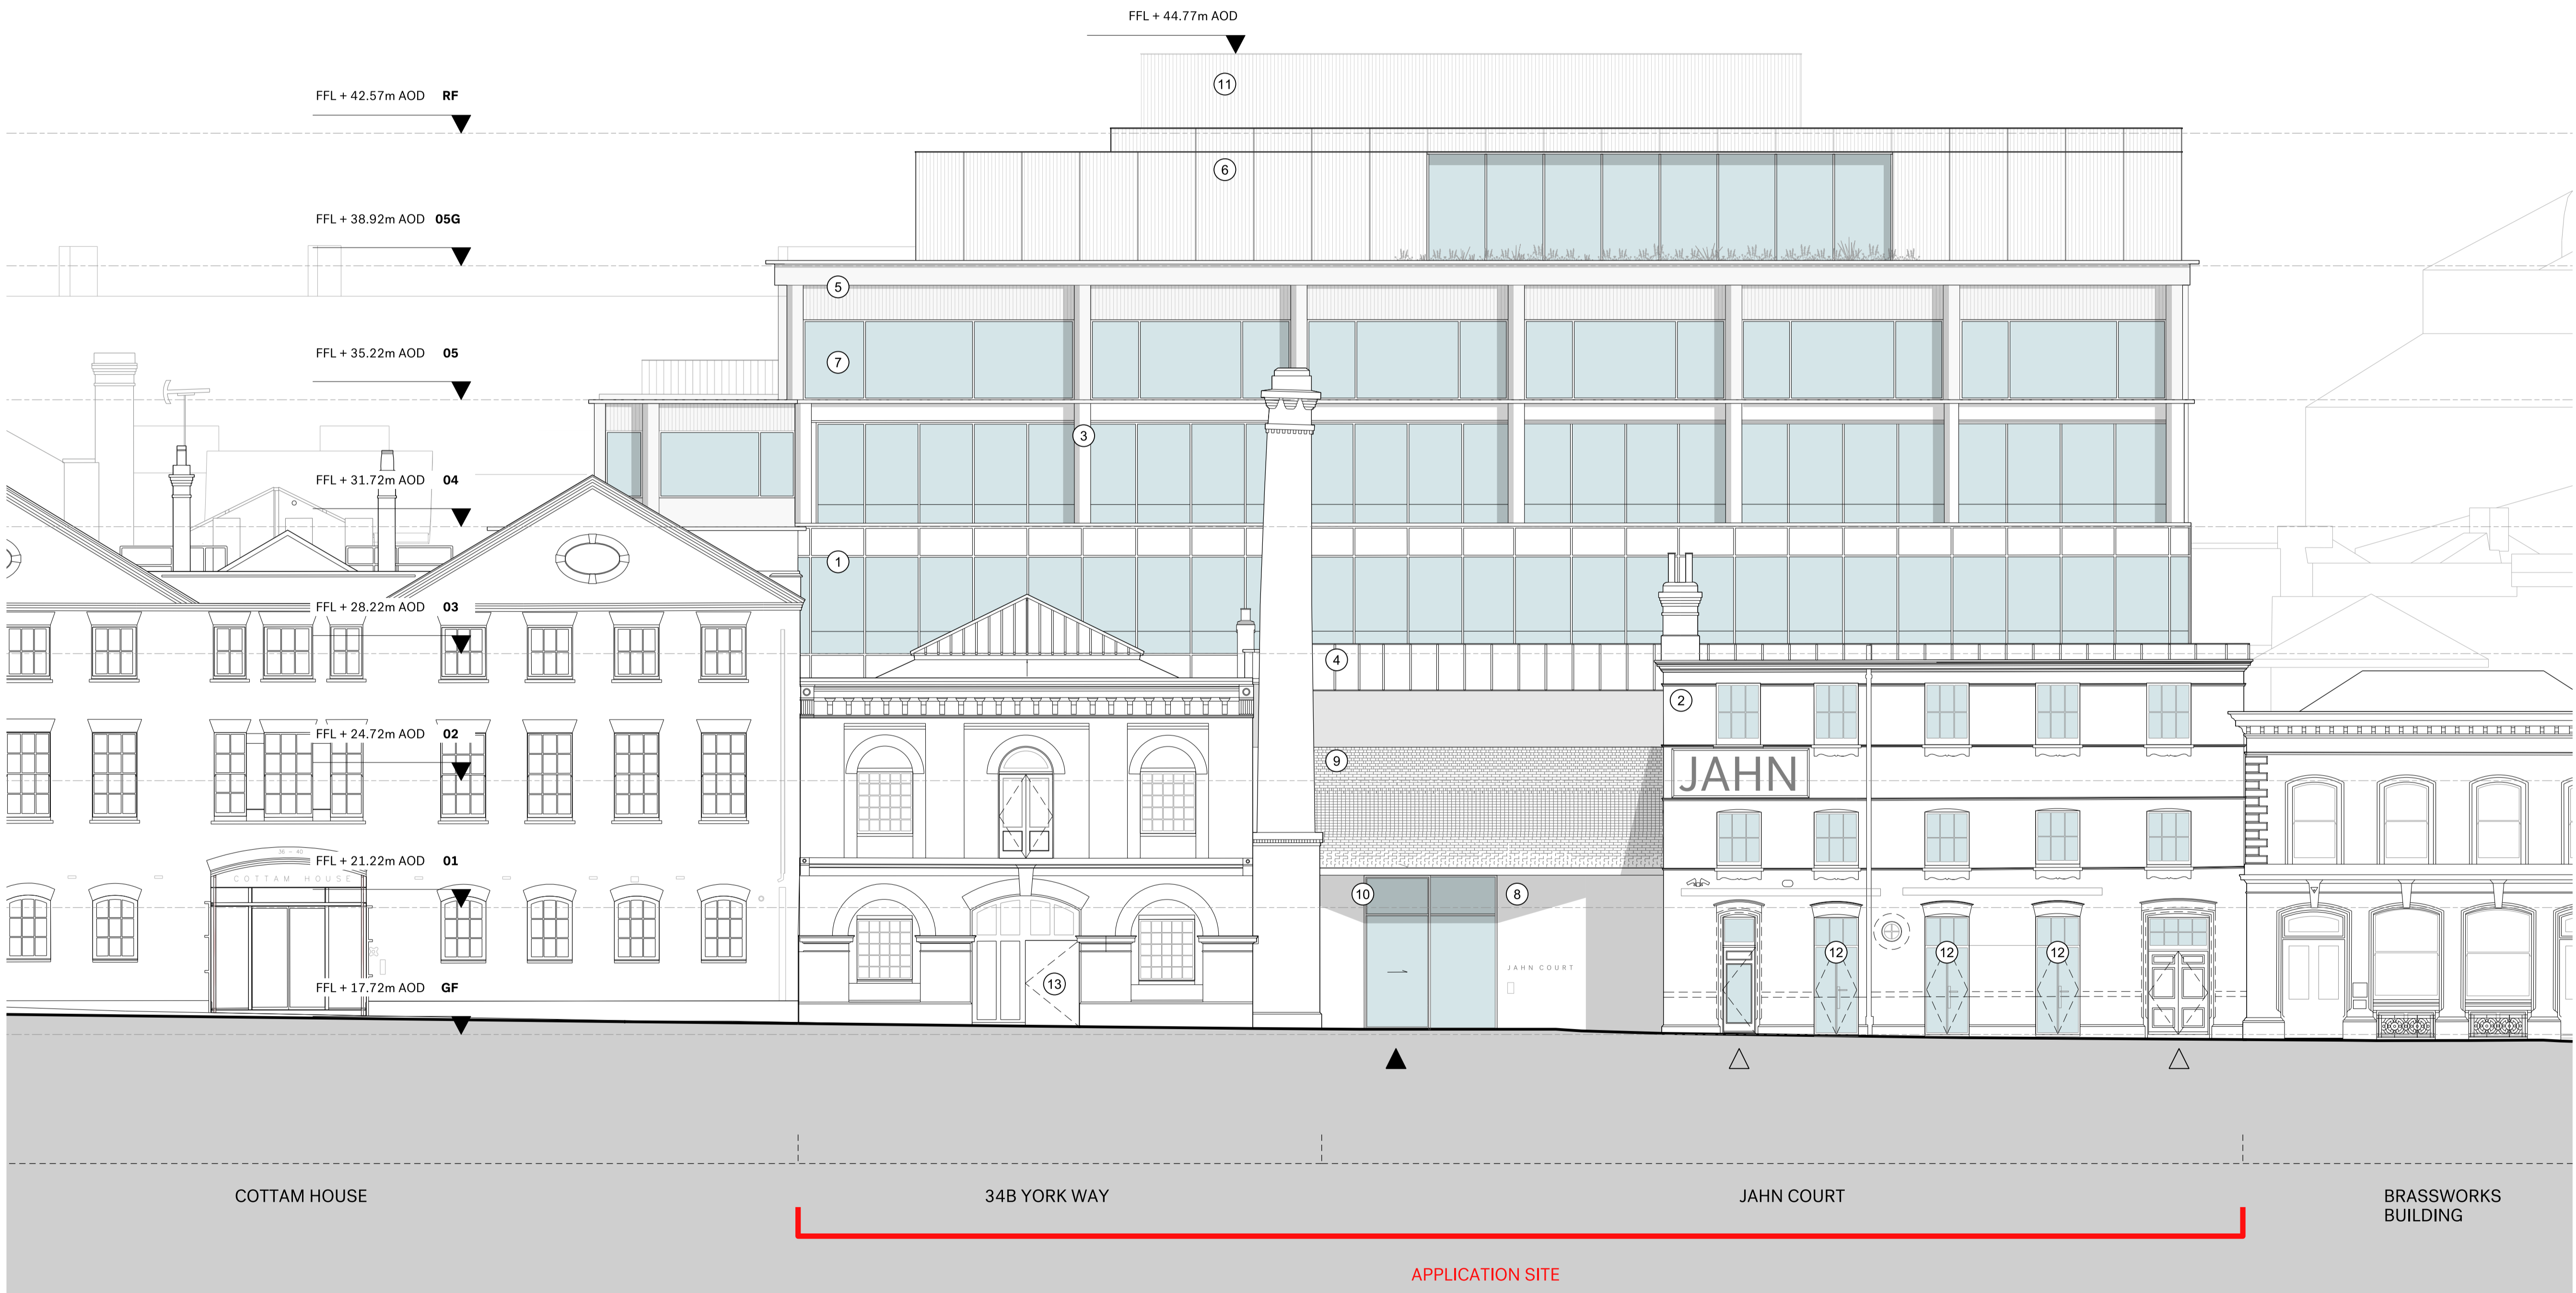 FFL + 44.77m AOD
11
FFL + 42.57m AOD RF
6
FFL + 38.92m AOD 05G
5
FFL + 35.22m AOD 05
7
3
FFL + 31.72m AOD 04
1
FFL + 28.22m AOD 03
4
2
FFL + 24.72m AOD 02
9
JAHN
36 - 40
FFL + 21.22m AOD 01
COTTAM HOUSE
10
8
12
12
12
JAHN COURT
13
FFL + 17.72m AOD GF
COTTAM HOUSE
34B YORK WAY
JAHN COURT
BRASSWORKS
BUILDING
APPLICATION SITE